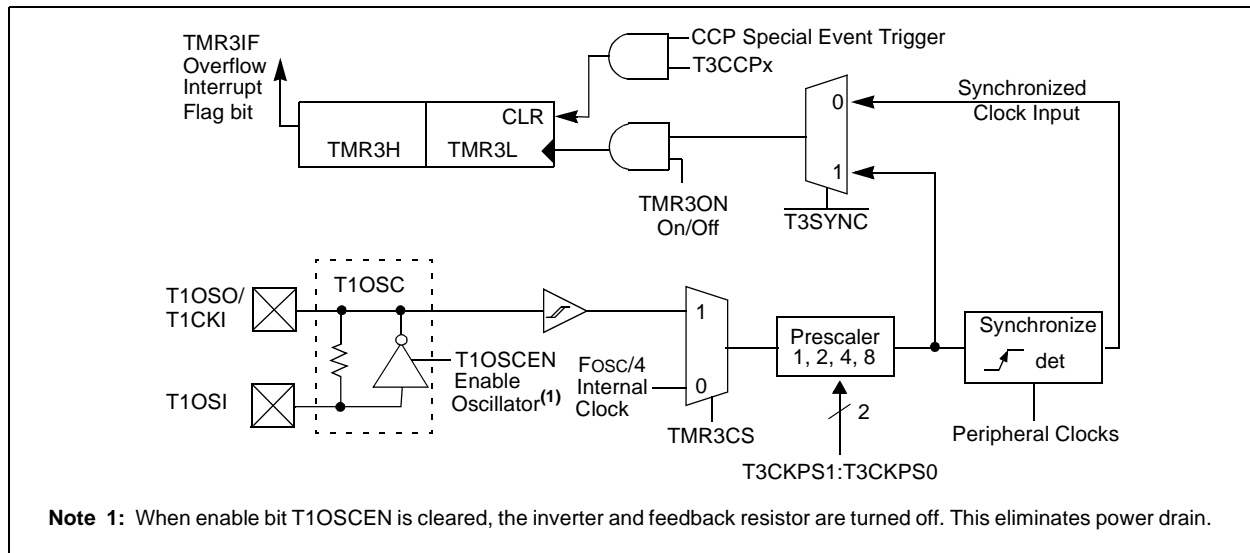 TMR3IF
Overflow
Interrupt
Flag bit
CCP Special Event Trigger
T3CCPx
CLR
TMR3H
TMR3L
TMR3ON
On/Off
0
1
T3SYNC
Synchronized
Clock Input
T1OSO/
T1CKI
T1OSI
T1OSC
T1OSCEN
Enable
Oscillator(1)
FOSC/4
Internal
Clock
1
0
TMR3CS
Prescaler
1, 2, 4, 8
2
T3CKPS1:T3CKPS0
Synchronize
det
Peripheral Clocks
Note 1: When enable bit T1OSCEN is cleared, the inverter and feedback resistor are turned off. This eliminates power drain.